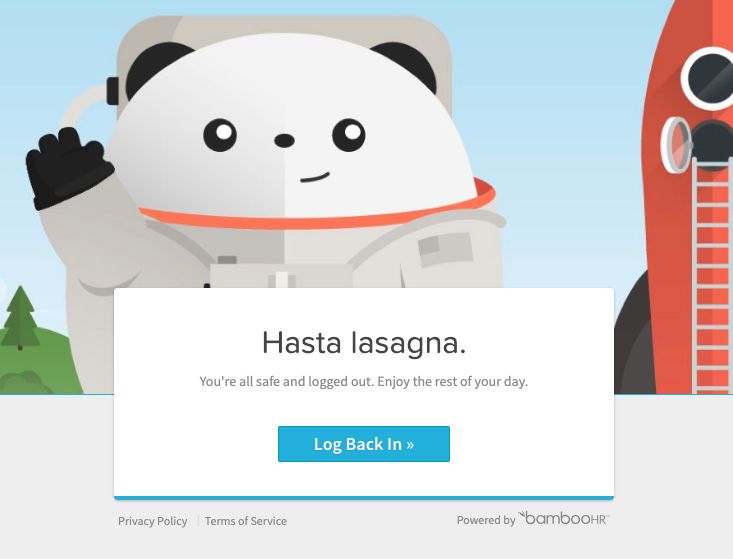 Hasta lasagna.
You're all safe and logged out. Enjoy the rest of your day.
Log Back In »
Privacy Policy | Terms of Service
Powered by bambooHR™